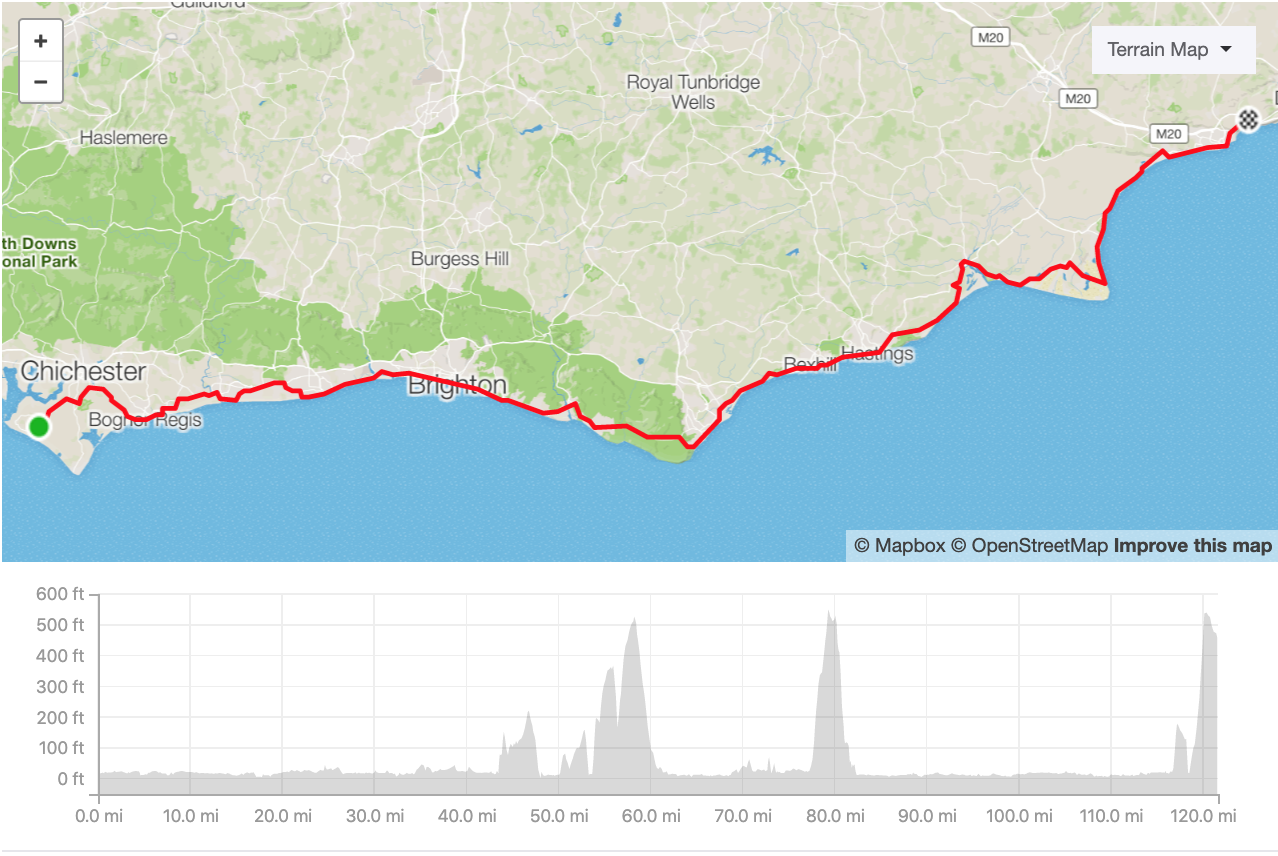 Guildford
+
Terrain Map
M20
−
Royal Tunbridge
Wells
M20
Haslemere
M20
th Downs
onal Park
Burgess Hill
Chichester
Bexhill
Hastings
Brighton
Bognor Regis
© Mapbox © OpenStreetMap Improve this map
600 ft
500 ft
400 ft
300 ft
200 ft
100 ft
0 ft
0.0 mi 10.0 mi 20.0 mi 30.0 mi 40.0 mi 50.0 mi 60.0 mi 70.0 mi 80.0 mi 90.0 mi 100.0 mi 110.0 mi 120.0 mi